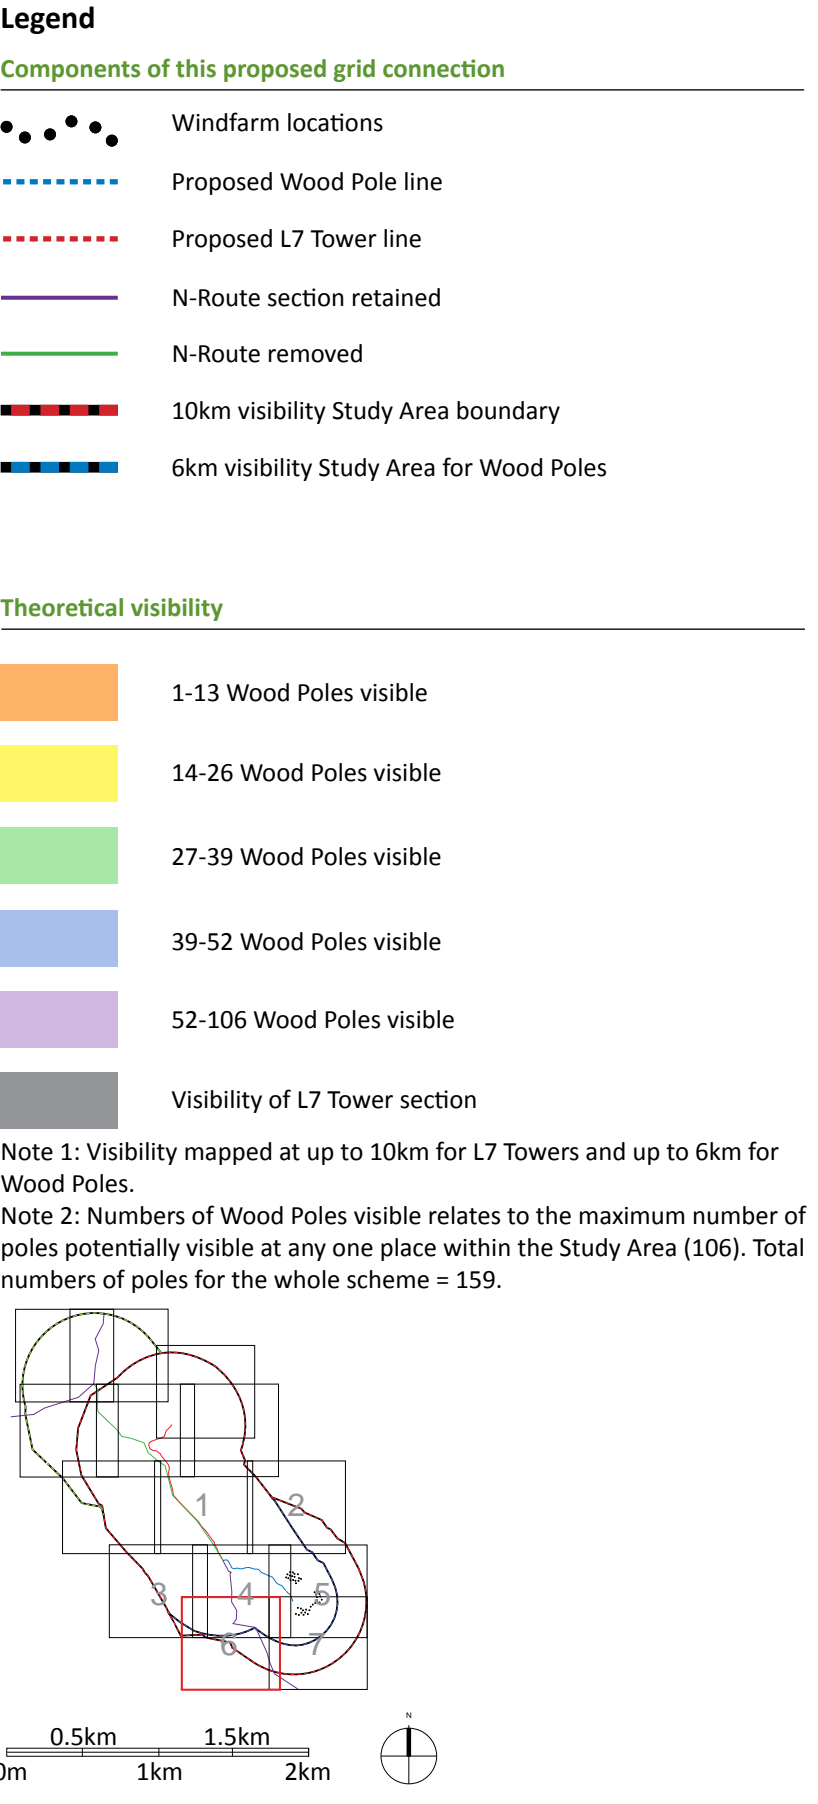 Legend
Components of this proposed grid connection
Windfarm locations
Proposed Wood Pole line
Proposed L7 Tower line
N-Route section retained
N-Route removed
10km visibility Study Area boundary
6km visibility Study Area for Wood Poles
Theoretical visibility
1-13 Wood Poles visible
14-26 Wood Poles visible
27-39 Wood Poles visible
39-52 Wood Poles visible
52-106 Wood Poles visible
Visibility of L7 Tower section
Note 1: Visibility mapped at up to 10km for L7 Towers and up to 6km for
Wood Poles.
Note 2: Numbers of Wood Poles visible relates to the maximum number of
poles potentially visible at any one place within the Study Area (106). Total
numbers of poles for the whole scheme = 159.
1
2
3
4
5
6
7
N
0.5km 1.5km
0m 1km 2km